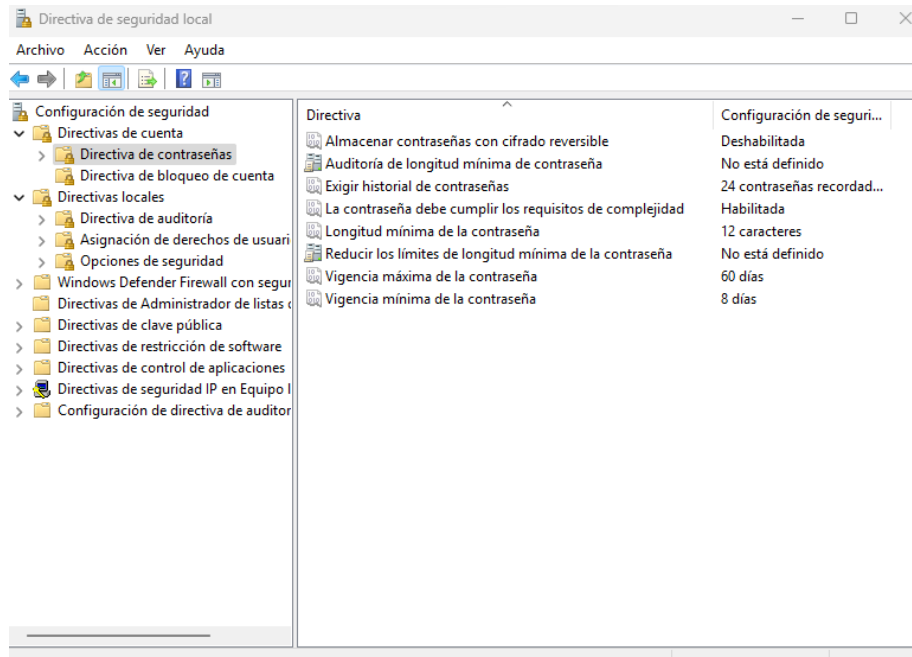 Directiva de seguridad local
Archivo Acción Ver Ayuda
Configuración de seguridad
Directivas de cuenta
Directiva de contraseñas
Directiva de bloqueo de cuenta
Directivas locales
Directiva de auditoría
Asignación de derechos de usuari
Opciones de seguridad
Windows Defender Firewall con segur
Directivas de Administrador de listas
Directivas de clave pública
Directivas de restricción de software
Directivas de control de aplicaciones
Directivas de seguridad IP en Equipo l
Configuración de directiva de auditor
Directiva Configuración de seguri...
Almacenar contraseñas con cifrado reversible Deshabilitada
Auditoría de longitud mínima de contraseña No está definido
Exigir historial de contraseñas 24 contraseñas recordad...
La contraseña debe cumplir los requisitos de complejidad Habilitada
Longitud mínima de la contraseña 12 caracteres
Reducir los límites de longitud mínima de la contraseña No está definido
Vigencia máxima de la contraseña 60 días
Vigencia mínima de la contraseña 8 días